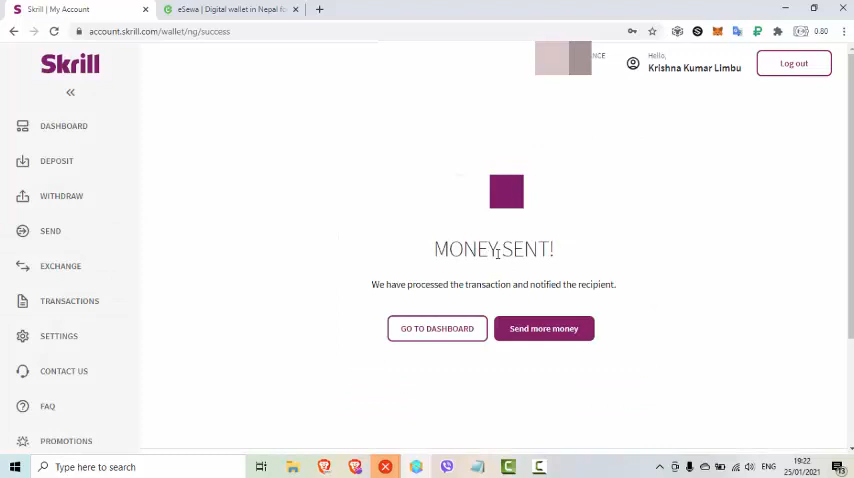 Skrill | My Account
eSewa | Digital wallet in Nepal fo
account.skrill.com/wallet/ng/success
0.80
Skrill
NCE
Hello,
Krishna Kumar Limbu
Log out
DASHBOARD
DEPOSIT
WITHDRAW
SEND
EXCHANGE
TRANSACTIONS
SETTINGS
CONTACT US
FAQ
PROMOTIONS
MONEY SENT!
We have processed the transaction and notified the recipient.
GO TO DASHBOARD
Send more money
Type here to search
ENG
19:22
25/01/2021